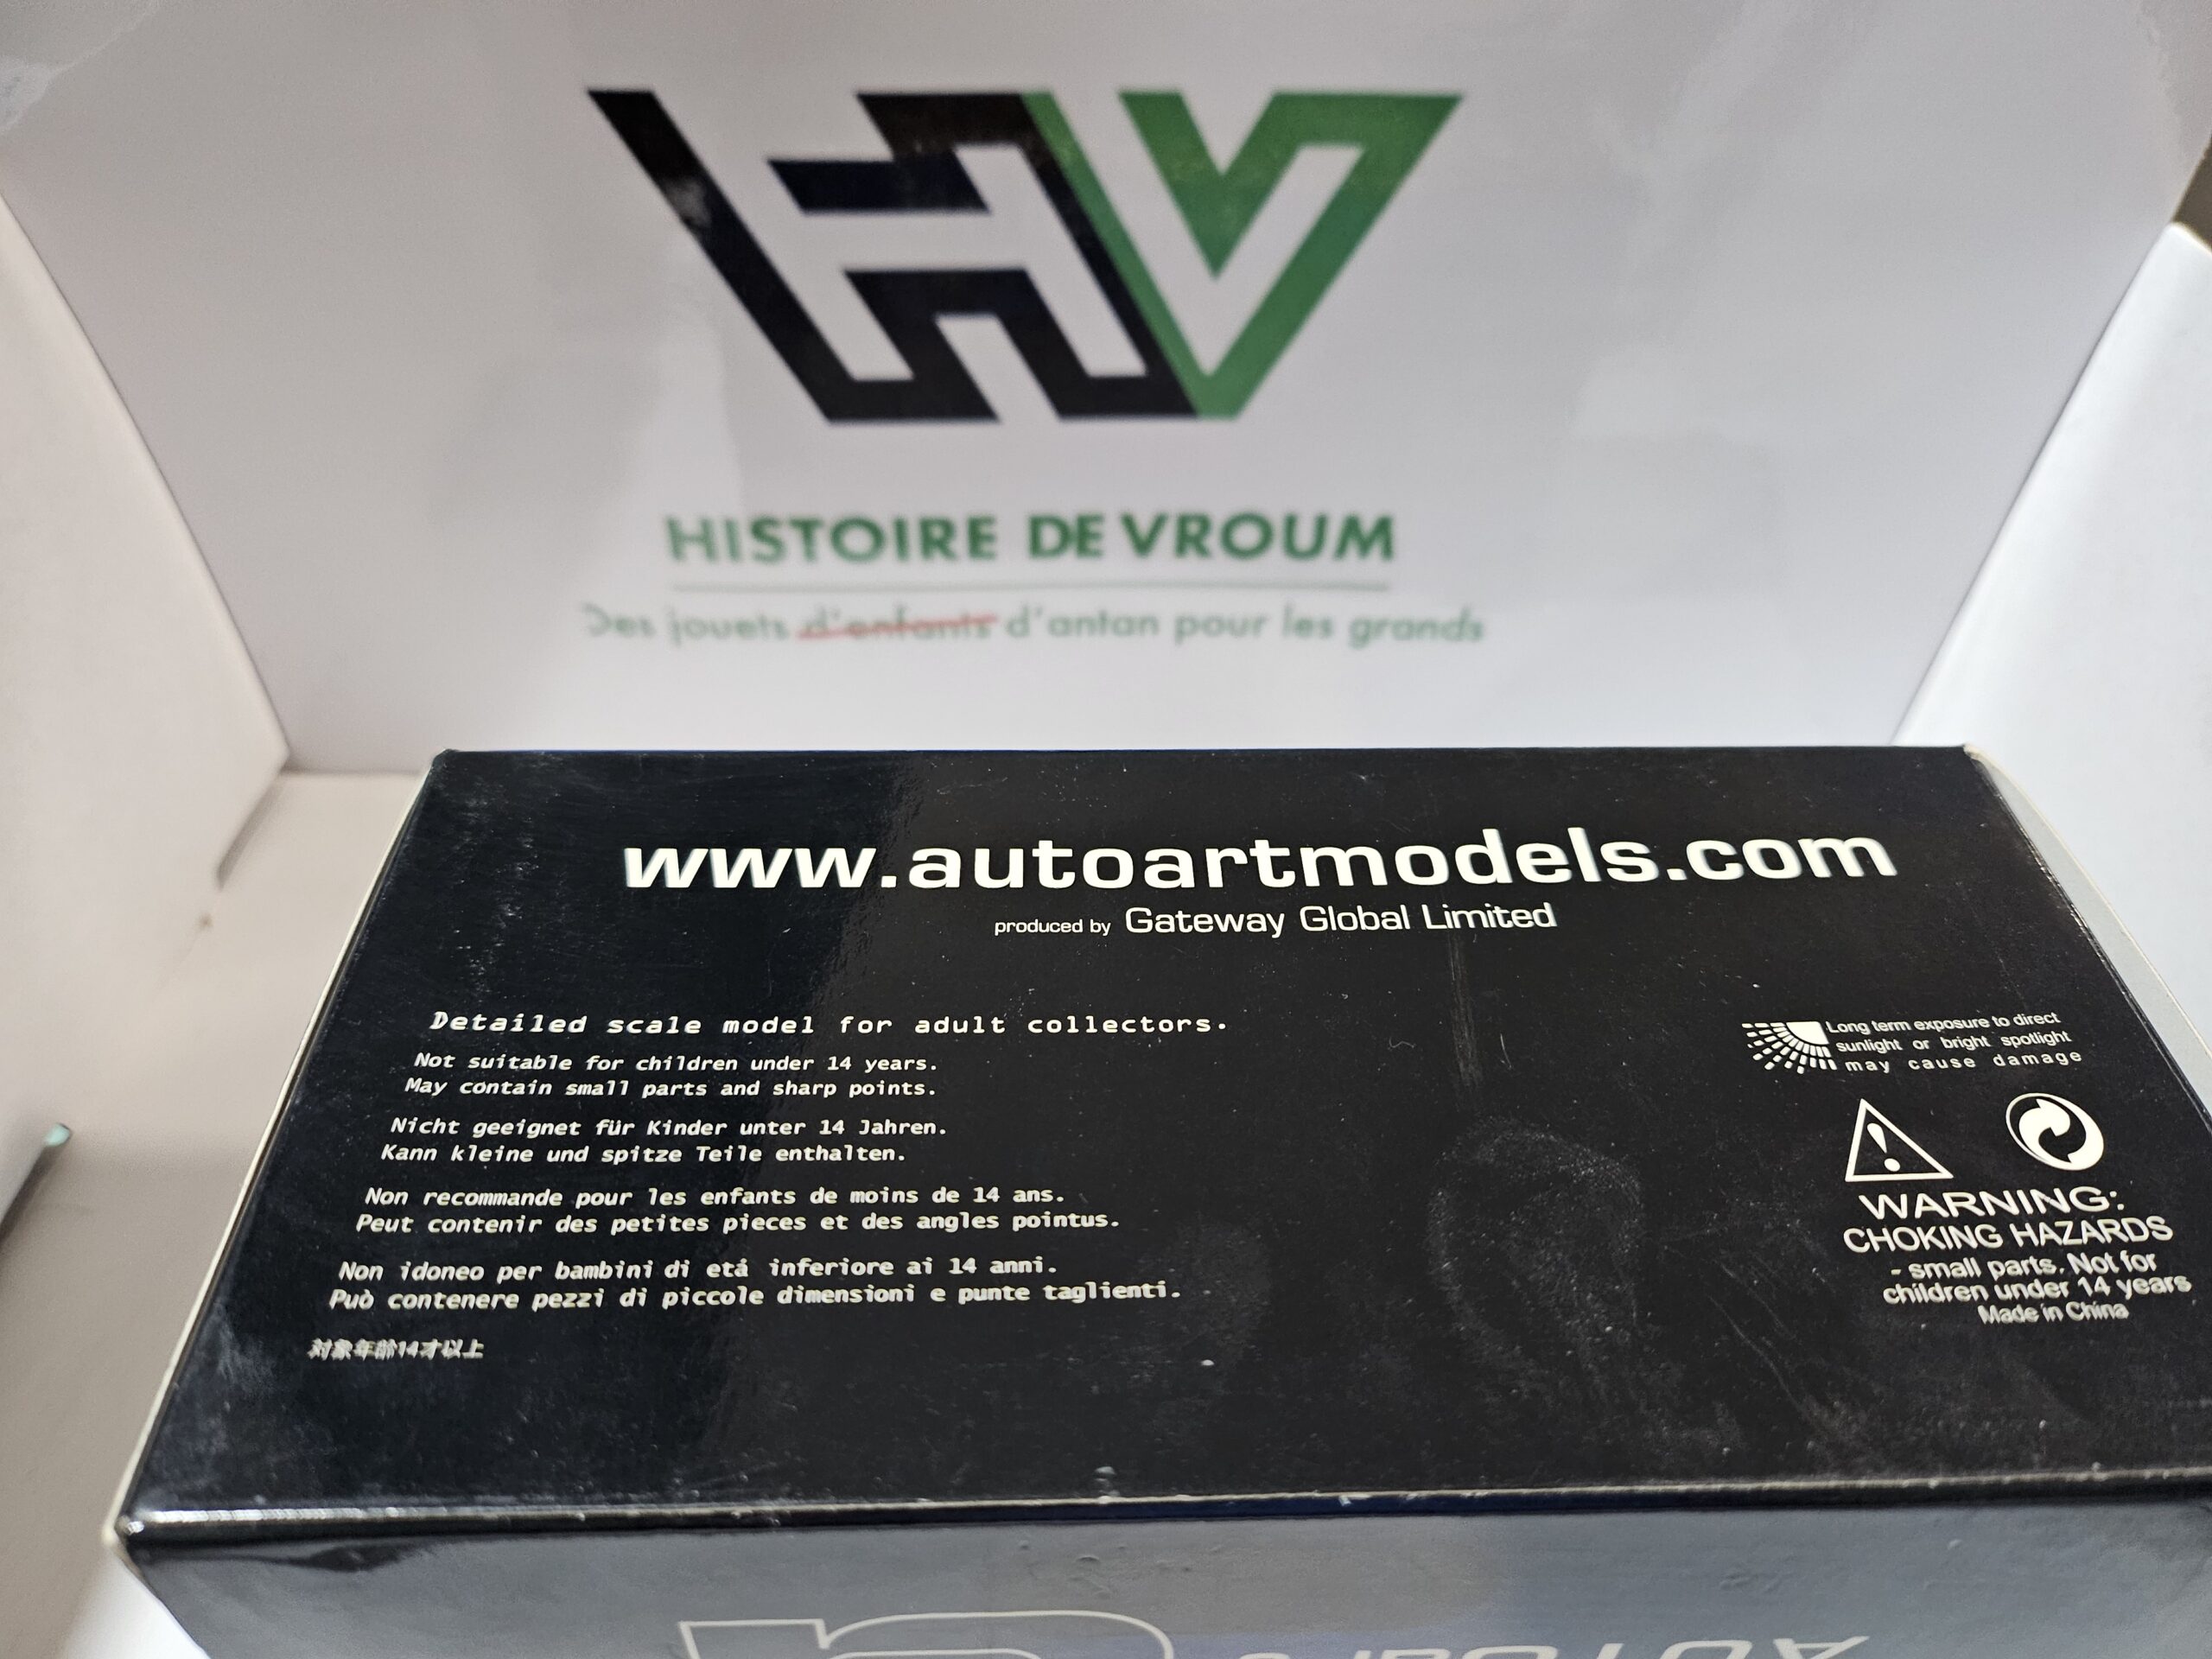 HV
HISTOIRE DE VROUM
Des jouets d'enfants d'antan pour les grands
www.autoartmodels.com
produced by Gateway Global Limited
Detailed scale model for adult collectors.
Not suitable for children under 14 years.
May contain small parts and sharp points.
Nicht geeignet für Kinder unter 14 Jahren.
Kann kleine und spitze Teile enthalten.
Non recommande pour les enfants de moins de 14 ans.
Peut contenir des petites pieces et des angles pointus.
Non idoneo per bambini di etá inferiore ai 14 anni.
Può contenere pezzi di piccole dimensioni e punte taglienti.
対象年齢14才以上
Long term exposure to direct
sunlight or bright spotlight
may cause damage
WARNING:
CHOKING HAZARDS
- small parts. Not for
children under 14 years
Made in China